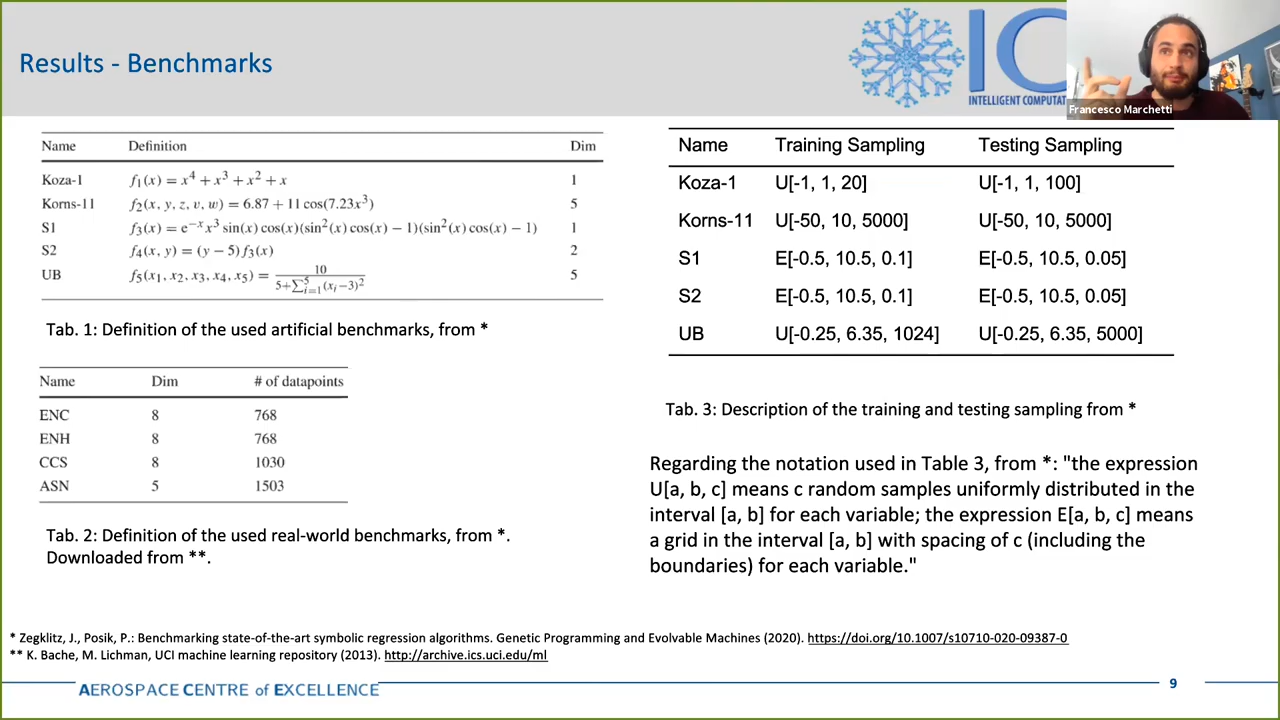 Results - Benchmarks
IC
INTELLIGENT COMPUTAT
Francesco Marchetti
Name Definition Dim
Koza-1 f₁(x) = x⁴ + x³ + x² + x 1
Korns-11 f₂(x, y, z, v, w) = 6.87 + 11 cos(7.23x³) 5
S1 f₃(x) = e⁻ˣx³ sin(x) cos(x)(sin²(x) cos(x) − 1)(sin²(x) cos(x) − 1) 1
S2 f₄(x, y) = (y − 5)f₃(x) 2
UB f₅(x₁, x₂, x₃, x₄, x₅) = 10 / (5+∑⁵ᵢ₌₁(xᵢ−3)²) 5
Tab. 1: Definition of the used artificial benchmarks, from *
Name Dim # of datapoints
ENC 8 768
ENH 8 768
CCS 8 1030
ASN 5 1503
Tab. 2: Definition of the used real-world benchmarks, from *.
Downloaded from **.
Name Training Sampling Testing Sampling
Koza-1 U[-1, 1, 20] U[-1, 1, 100]
Korns-11 U[-50, 10, 5000] U[-50, 10, 5000]
S1 E[-0.5, 10.5, 0.1] E[-0.5, 10.5, 0.05]
S2 E[-0.5, 10.5, 0.1] E[-0.5, 10.5, 0.05]
UB U[-0.25, 6.35, 1024] U[-0.25, 6.35, 5000]
Tab. 3: Description of the training and testing sampling from *
Regarding the notation used in Table 3, from *: "the expression
U[a, b, c] means c random samples uniformly distributed in the
interval [a, b] for each variable; the expression E[a, b, c] means
a grid in the interval [a, b] with spacing of c (including the
boundaries) for each variable."
* Zegklitz, J., Posik, P.: Benchmarking state-of-the-art symbolic regression algorithms. Genetic Programming and Evolvable Machines (2020). https://doi.org/10.1007/s10710-020-09387-0
** K. Bache, M. Lichman, UCI machine learning repository (2013). http://archive.ics.uci.edu/ml
AEROSPACE CENTRE of EXCELLENCE
9